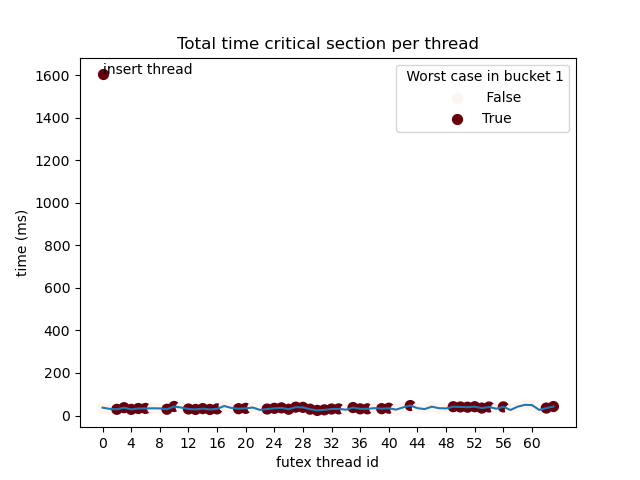 Total time critical section per thread
insert thread
Worst case in bucket 1
False
True
time (ms)
1600
1400
1200
1000
800
600
400
200
0
0 4 8 12 16 20 24 28 32 36 40 44 48 52 56 60
futex thread id